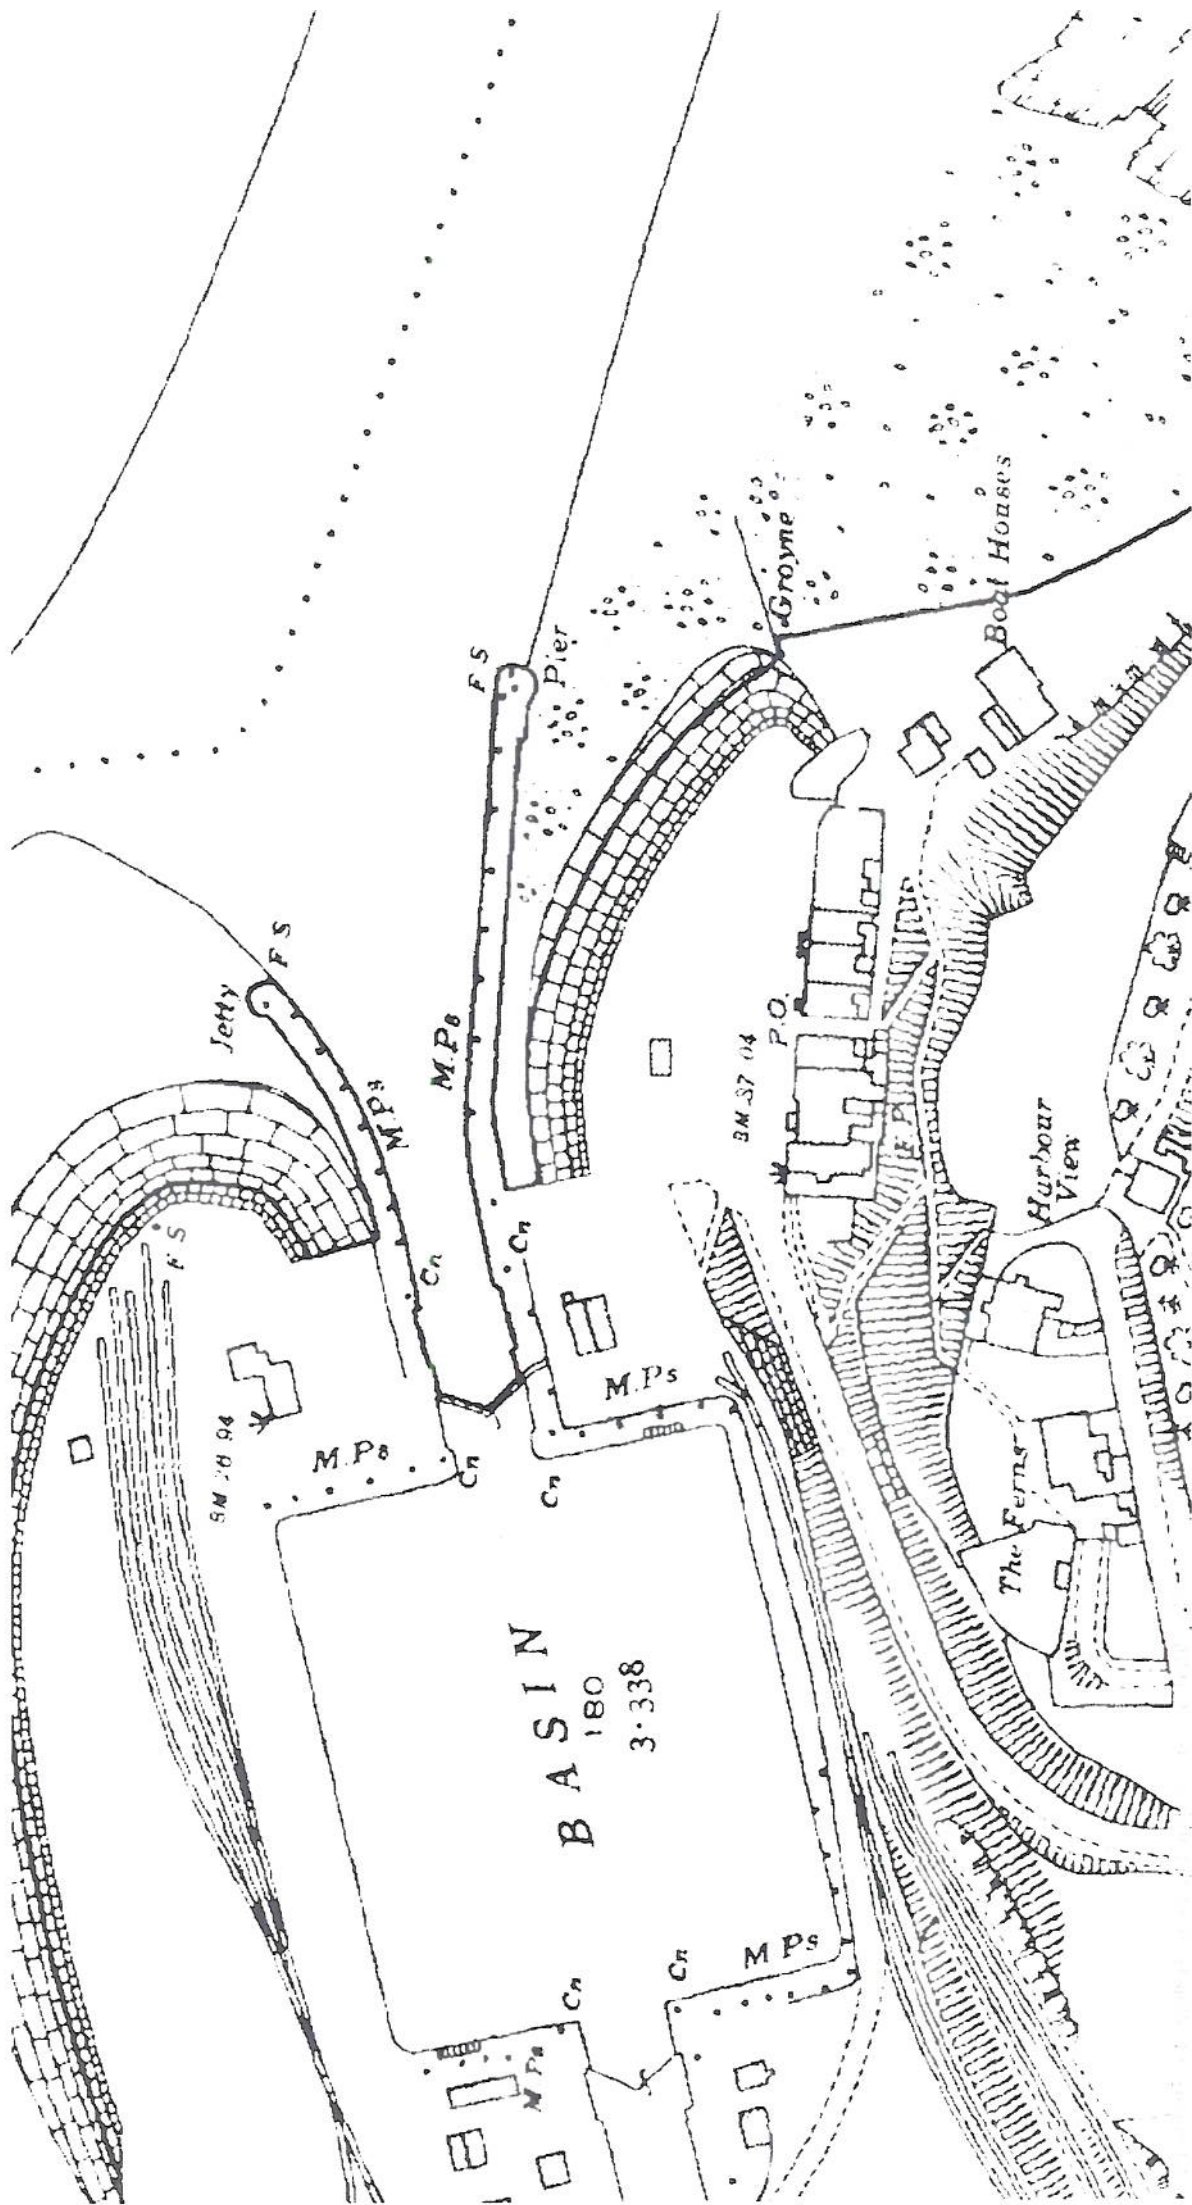 F S
Pier
Groyne
Boat Houses
Jetty
F S
M.Ps
M.Ps
P.O.
BM 37 04
F.P.
Harbour
View
F S
Cn
Cn
M.Ps
BM 28 94
M.Ps
Cn
Cn
The Ferns
BASIN
180
3.338
Cn
M Ps
Cn
M Ps